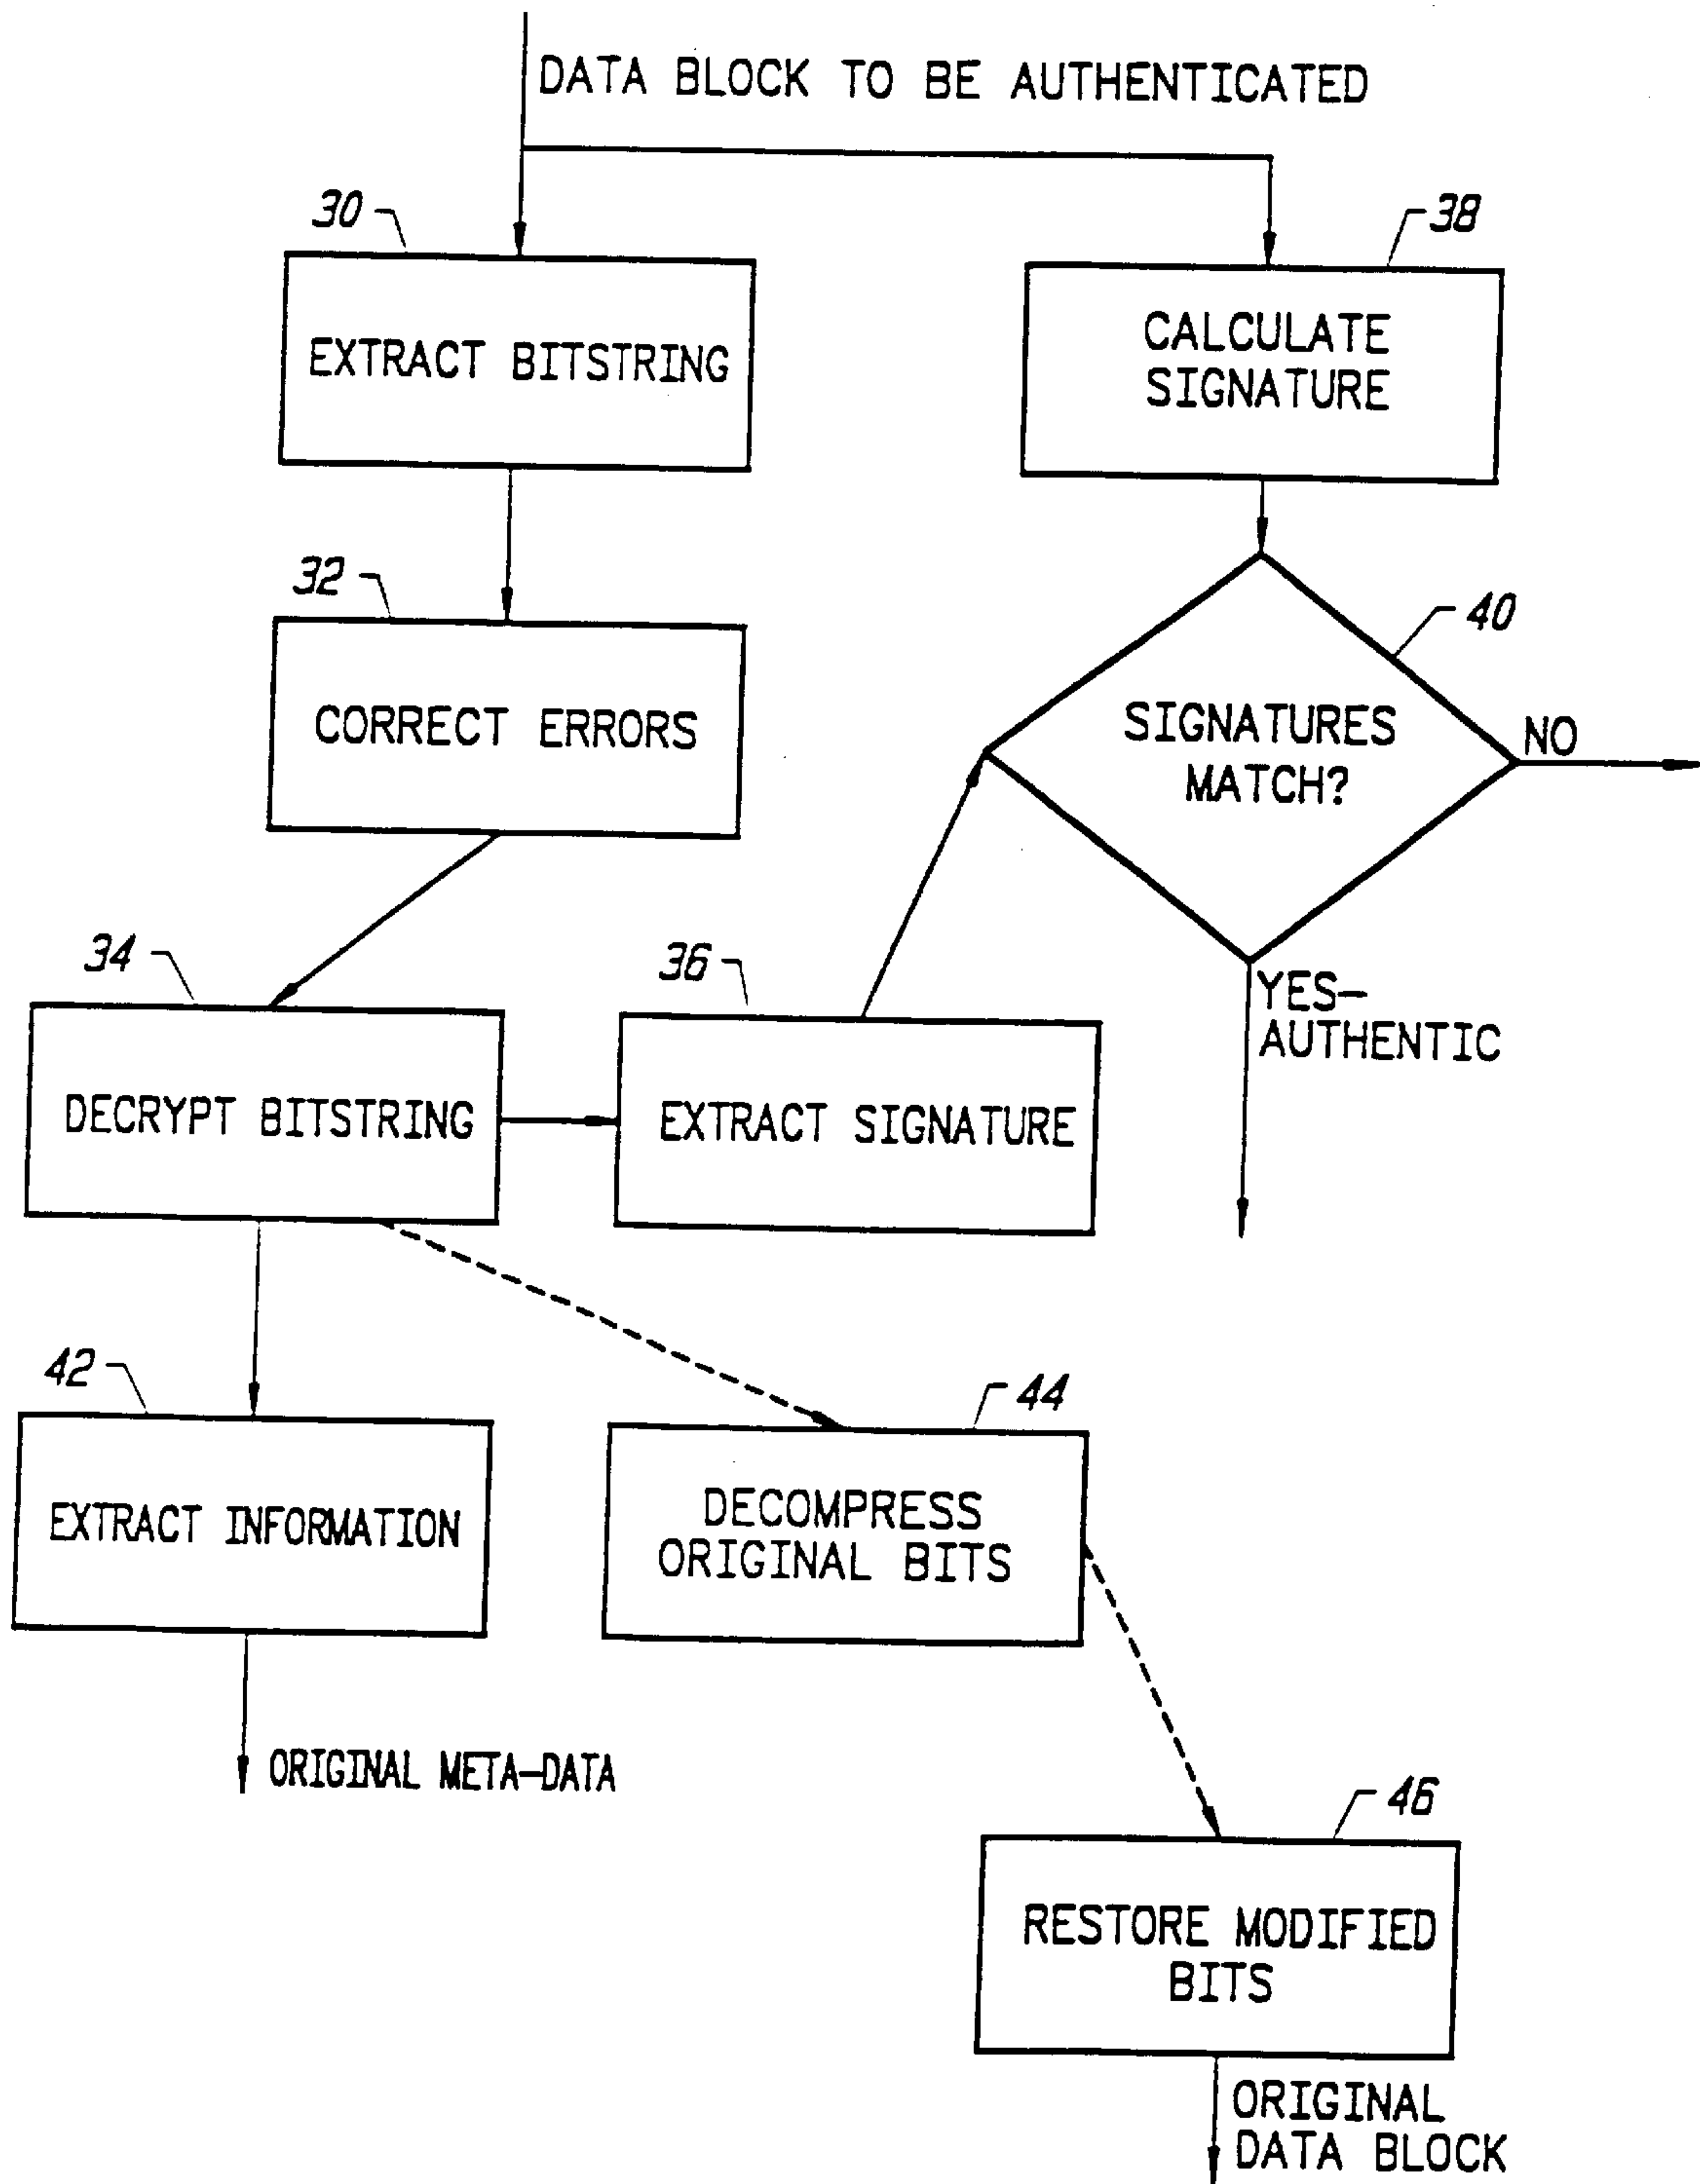 DATA BLOCK TO BE AUTHENTICATED
30
38
EXTRACT BITSTRING
CALCULATE
SIGNATURE
32
40
CORRECT ERRORS
SIGNATURES
MATCH?
NO
34
36
YES-
AUTHENTIC
DECRYPT BITSTRING
EXTRACT SIGNATURE
42
44
EXTRACT INFORMATION
DECOMPRESS
ORIGINAL BITS
ORIGINAL META-DATA
46
RESTORE MODIFIED
BITS
ORIGINAL
DATA BLOCK